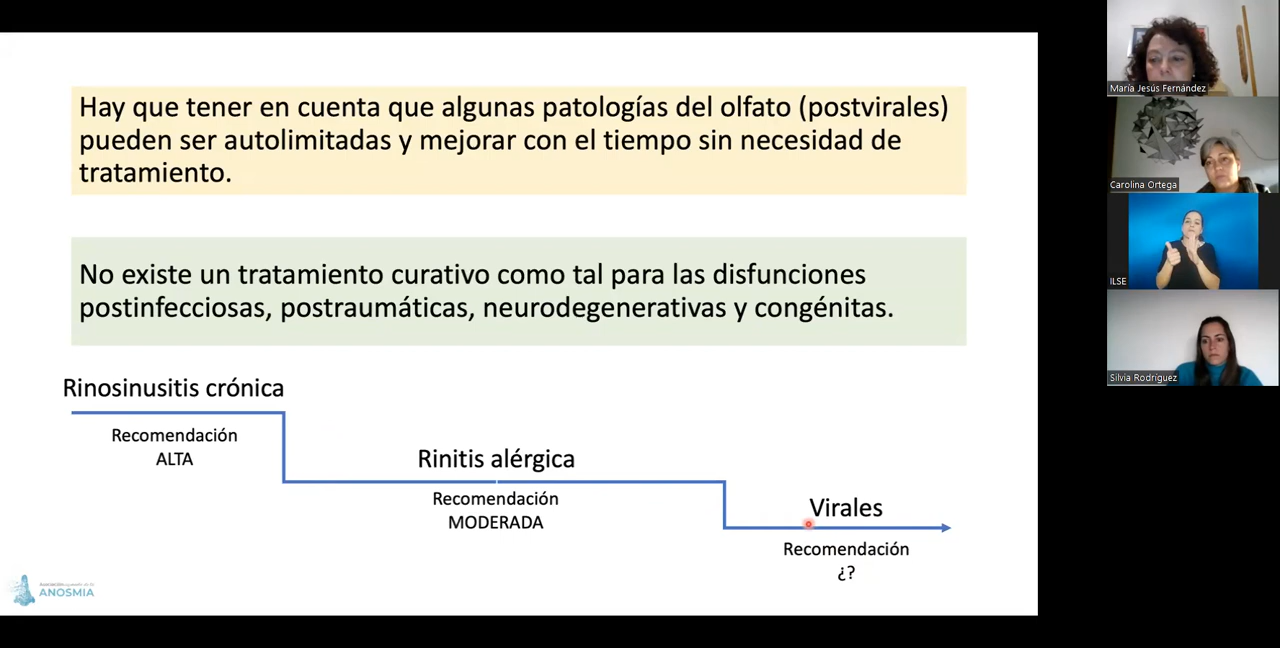 Hay que tener en cuenta que algunas patologías del olfato (postvirales)
pueden ser autolimitadas y mejorar con el tiempo sin necesidad de
tratamiento.
No existe un tratamiento curativo como tal para las disfunciones
postinfecciosas, postraumáticas, neurodegenerativas y congénitas.
Rinosinusitis crónica
Recomendación
ALTA
Rinitis alérgica
Recomendación
MODERADA
Virales
Recomendación
¿?
ANOSMIA
María Jesús Fernández
Carolina Ortega
ILSE
Silvia Rodríguez